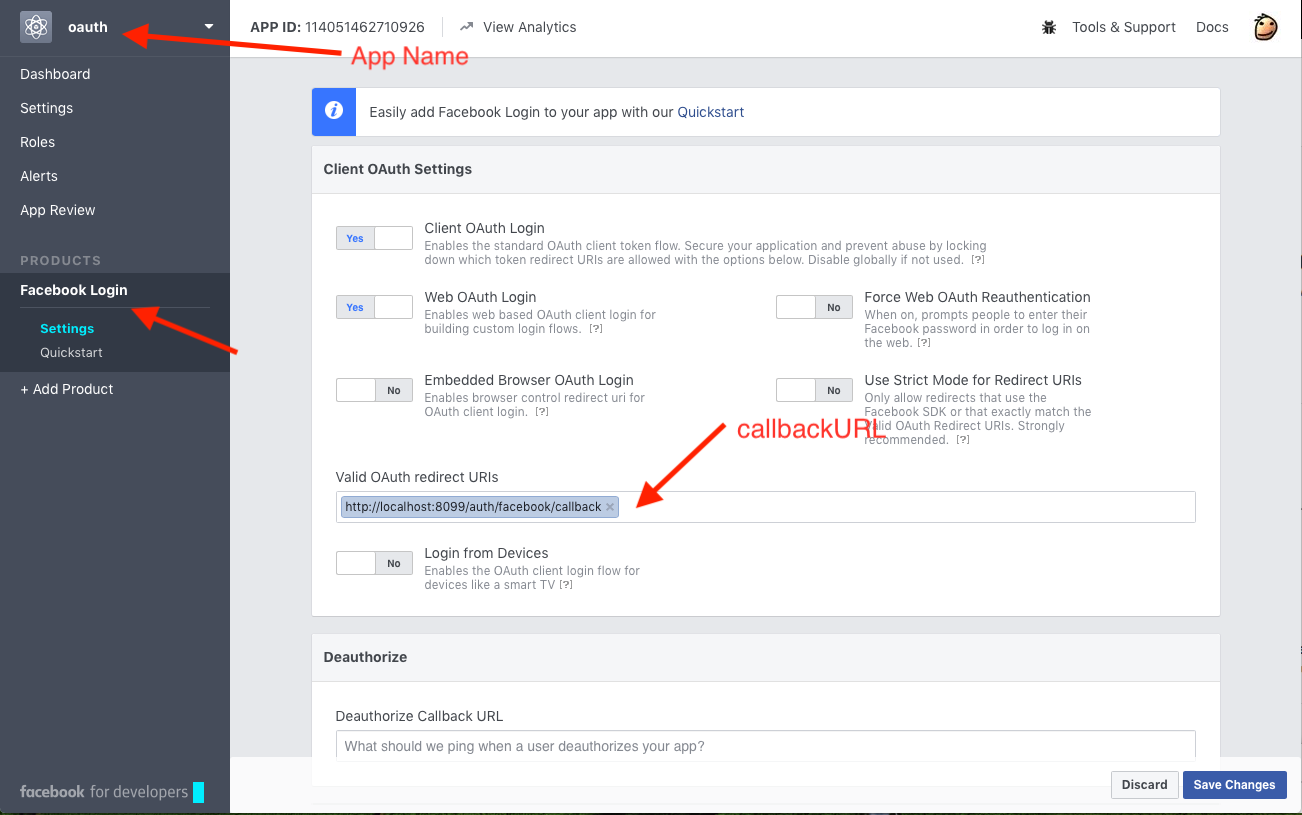 oauth
APP ID: 114051462710926
View Analytics
Tools & Support
Docs
App Name
Dashboard
Settings
Roles
Alerts
App Review
PRODUCTS
Facebook Login
Settings
Quickstart
+ Add Product
facebook for developers
Easily add Facebook Login to your app with our Quickstart
Client OAuth Settings
Yes
Client OAuth Login
Enables the standard OAuth client token flow. Secure your application and prevent abuse by locking
down which token redirect URIs are allowed with the options below. Disable globally if not used. [?]
Yes
Web OAuth Login
Enables web based OAuth client login for
building custom login flows. [?]
No
Force Web OAuth Reauthentication
When on, prompts people to enter their
Facebook password in order to log in on
the web. [?]
No
Embedded Browser OAuth Login
Enables browser control redirect uri for
OAuth client login. [?]
No
Use Strict Mode for Redirect URIs
Only allow redirects that use the
Facebook SDK or that exactly match the
Valid OAuth Redirect URIs. Strongly
recommended. [?]
callbackURL
Valid OAuth redirect URIs
http://localhost:8099/auth/facebook/callback ×
No
Login from Devices
Enables the OAuth client login flow for
devices like a smart TV [?]
Deauthorize
Deauthorize Callback URL
What should we ping when a user deauthorizes your app?
Discard
Save Changes